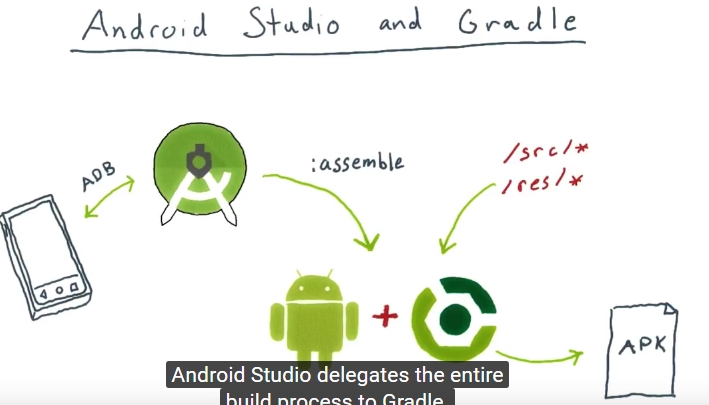 Android Studio and Gradle
ADB
:assemble
/src/*
/res/*
+
APK
Android Studio delegates the entire
build process to Gradle.